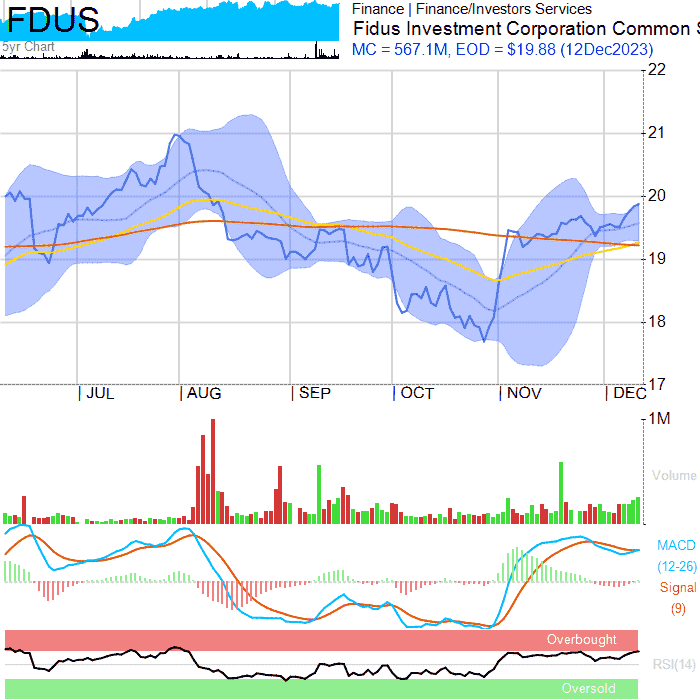 FDUS
5yr Chart
Finance | Finance/Investors Services
Fidus Investment Corporation Common S
MC = 567.1M, EOD = $19.88 (12Dec2023)
22
21
20
19
18
17
| JUL | AUG | SEP | OCT | NOV | DEC
1M
Volume
MACD
(12-26)
Signal
(9)
Overbought
RSI(14)
Oversold